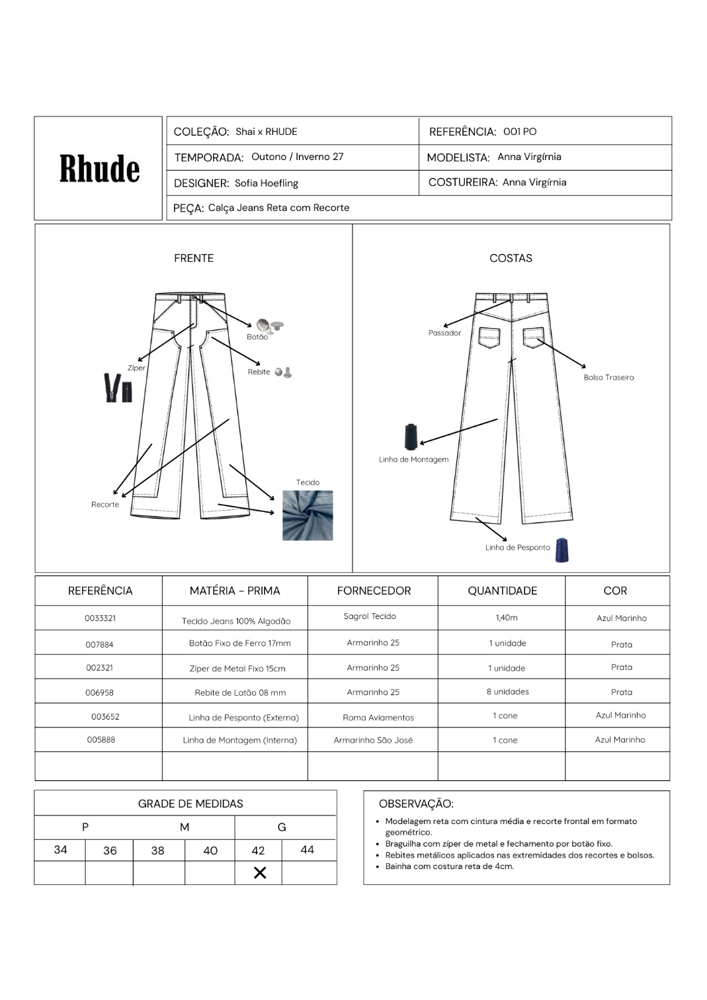 Rhude
COLEÇÃO: Shai x RHUDE
REFERÊNCIA: 001 PO
TEMPORADA: Outono / Inverno 27
MODELISTA: Anna Virgírnia
DESIGNER: Sofia Hoefling
COSTUREIRA: Anna Virgírnia
PEÇA: Calça Jeans Reta com Recorte
FRENTE
Botão
Zíper
Rebite
Tecido
Recorte
COSTAS
Passador
Bolso Traseiro
Linha de Montagem
Linha de Pesponto
REFERÊNCIA MATÉRIA - PRIMA FORNECEDOR QUANTIDADE COR
0033321 Tecido Jeans 100% Algodão Sagrol Tecido 1,40m Azul Marinho
007884 Botão Fixo de Ferro 17mm Armarinho 25 1 unidade Prata
002321 Zíper de Metal Fixo 15cm Armarinho 25 1 unidade Prata
006958 Rebite de Latão 08 mm Armarinho 25 8 unidades Prata
003652 Linha de Pesponto (Externa) Roma Aviamentos 1 cone Azul Marinho
005888 Linha de Montagem (Interna) Armarinho São José 1 cone Azul Marinho
GRADE DE MEDIDAS
P M G
34 36 38 40 42 44
X
OBSERVAÇÃO:
• Modelagem reta com cintura média e recorte frontal em formato
geométrico.
• Braguilha com zíper de metal e fechamento por botão fixo.
• Rebites metálicos aplicados nas extremidades dos recortes e bolsos.
• Bainha com costura reta de 4cm.